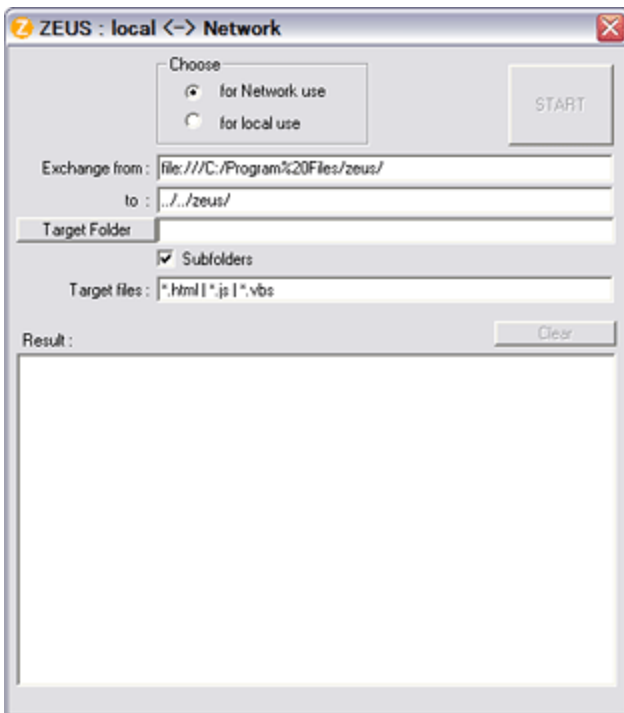 ZEUS : local <-> Network
Choose
for Network use
for local use
START
Exchange from : file:///C:/Program%20Files/zeus/
to : ../../zeus/
Target Folder
Subfolders
Target files : *.html | *.js | *.vbs
Result :
Clear